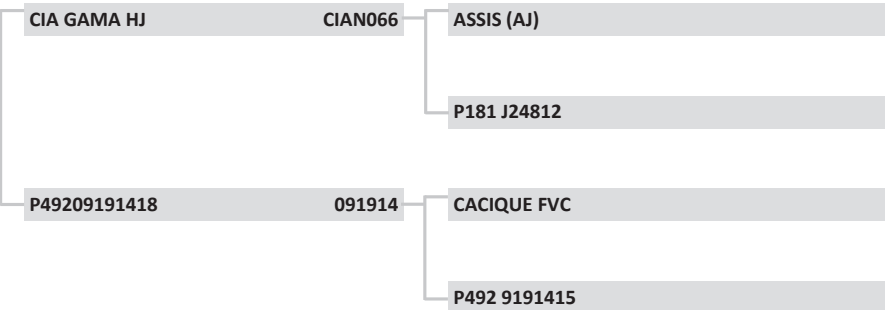 CIA GAMA HJ CIAN066 ASSIS (AJ)
P181 J24812
P49209191418 091914 CACIQUE FVC
P492 9191415